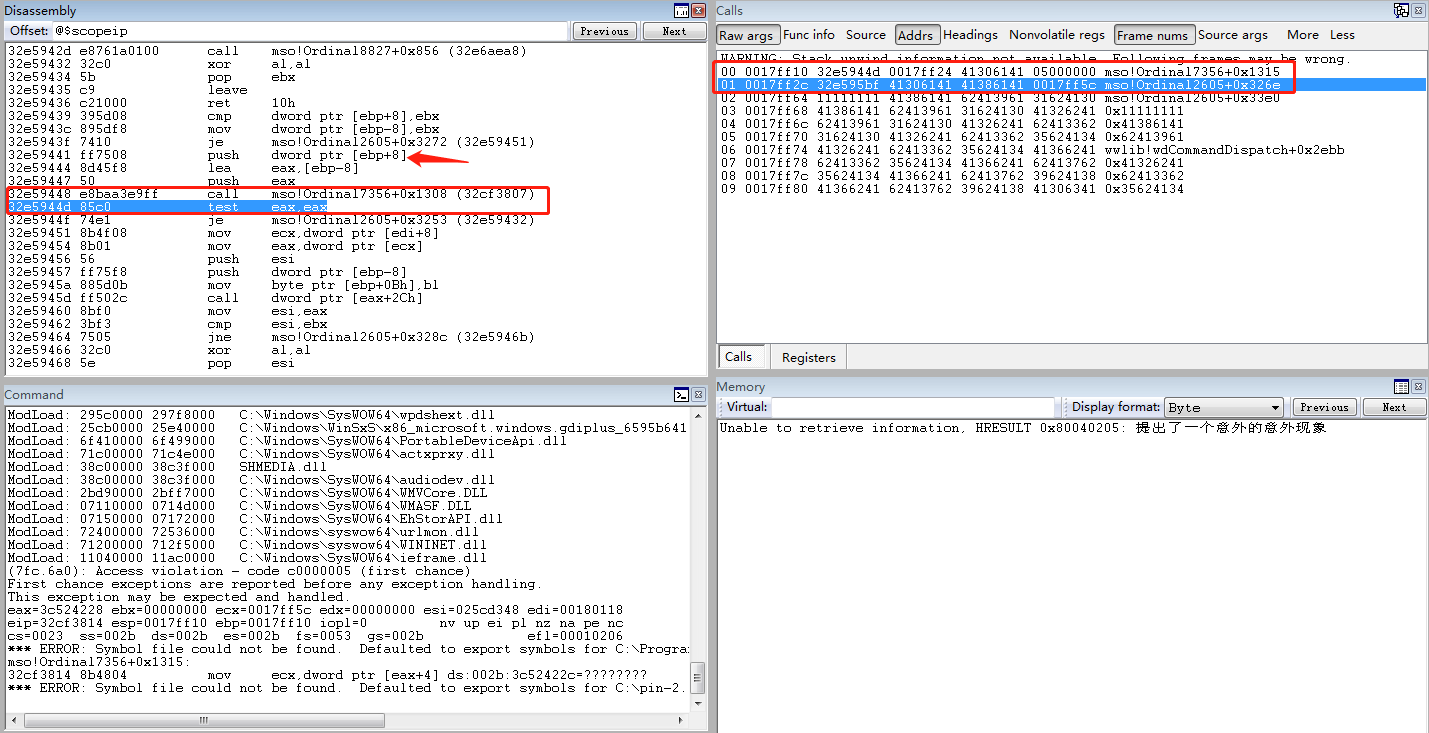 Disassembly
Offset: @$scopeip Previous Next
32e5942d e8761a0100 call mso!Ordinal8827+0x856 (32e6aea8)
32e59432 32c0 xor al,al
32e59434 5b pop ebx
32e59435 c9 leave
32e59436 c21000 ret 10h
32e59439 395d08 cmp dword ptr [ebp+8],ebx
32e5943c 895df8 mov dword ptr [ebp-8],ebx
32e5943f 7410 je mso!Ordinal2605+0x3272 (32e59451)
32e59441 ff7508 push dword ptr [ebp+8]
32e59444 8d45f8 lea eax,[ebp-8]
32e59447 50 push eax
32e59448 e8baa3e9ff call mso!Ordinal7356+0x1308 (32cf3807)
32e5944d 85c0 test eax,eax
32e5944f 74e1 je mso!Ordinal2605+0x3253 (32e59432)
32e59451 8b4f08 mov ecx,dword ptr [edi+8]
32e59454 8b01 mov eax,dword ptr [ecx]
32e59456 56 push esi
32e59457 ff75f8 push dword ptr [ebp-8]
32e5945a 885d0b mov byte ptr [ebp+0Bh],bl
32e5945d ff502c call dword ptr [eax+2Ch]
32e59460 8bf0 mov esi,eax
32e59462 3bf3 cmp esi,ebx
32e59464 7505 jne mso!Ordinal2605+0x328c (32e5946b)
32e59466 32c0 xor al,al
32e59468 5e pop esi
Calls
Raw args Func info Source Addrs Headings Nonvolatile regs Frame nums Source args More Less
WARNING: Stack unwind information not available. Following frames may be wrong.
00 0017ff10 32e5944d 0017ff24 41306141 05000000 mso!Ordinal7356+0x1315
01 0017ff2c 32e595bf 41306141 41386141 0017ff5c mso!Ordinal2605+0x326e
02 0017ff64 11111111 41386141 62413961 31624130 mso!Ordinal2605+0x33e0
03 0017ff68 41386141 62413961 31624130 41326241 0x11111111
04 0017ff6c 62413961 31624130 41326241 62413362 0x41386141
05 0017ff70 31624130 41326241 62413362 35624134 0x62413961
06 0017ff74 41326241 62413362 35624134 41366241 wwlib!wdCommandDispatch+0x2ebb
07 0017ff78 62413362 35624134 41366241 62413762 0x41326241
08 0017ff7c 35624134 41366241 62413762 39624138 0x62413362
09 0017ff80 41366241 62413762 39624138 41306341 0x35624134
Calls Registers
Command
ModLoad: 295c0000 297f8000 C:\Windows\SysWOW64\wpdshext.dll
ModLoad: 25cb0000 25e40000 C:\Windows\WinSxS\x86_microsoft.windows.gdiplus_6595b641
ModLoad: 6f410000 6f499000 C:\Windows\SysWOW64\PortableDeviceApi.dll
ModLoad: 71c00000 71c4e000 C:\Windows\SysWOW64\actxprxy.dll
ModLoad: 38c00000 38c3f000 SHMEDIA.dll
ModLoad: 38c00000 38c3f000 C:\Windows\SysWOW64\audiodev.dll
ModLoad: 2bd90000 2bff7000 C:\Windows\SysWOW64\WMVCore.DLL
ModLoad: 07110000 0714d000 C:\Windows\SysWOW64\WMASF.DLL
ModLoad: 07150000 07172000 C:\Windows\SysWOW64\EhStorAPI.dll
ModLoad: 72400000 72536000 C:\Windows\syswow64\urlmon.dll
ModLoad: 71200000 712f5000 C:\Windows\syswow64\WININET.dll
ModLoad: 11040000 11ac0000 C:\Windows\SysWOW64\ieframe.dll
(7fc.6a0): Access violation - code c0000005 (first chance)
First chance exceptions are reported before any exception handling.
This exception may be expected and handled.
eax=3c524228 ebx=00000000 ecx=0017ff5c edx=00000000 esi=025cd348 edi=00180118
eip=32cf3814 esp=0017ff10 ebp=0017ff10 iopl=0 nv up ei pl nz na pe nc
cs=0023 ss=002b ds=002b es=002b fs=0053 gs=002b efl=00010206
*** ERROR: Symbol file could not be found. Defaulted to export symbols for C:\Progra
mso!Ordinal7356+0x1315:
32cf3814 8b4804 mov ecx,dword ptr [eax+4] ds:002b:3c52422c=????????
*** ERROR: Symbol file could not be found. Defaulted to export symbols for C:\pin-2.
Memory
Virtual: Display format: Byte Previous Next
Unable to retrieve information, HRESULT 0x80040205: 提出了一个意外的意外现象